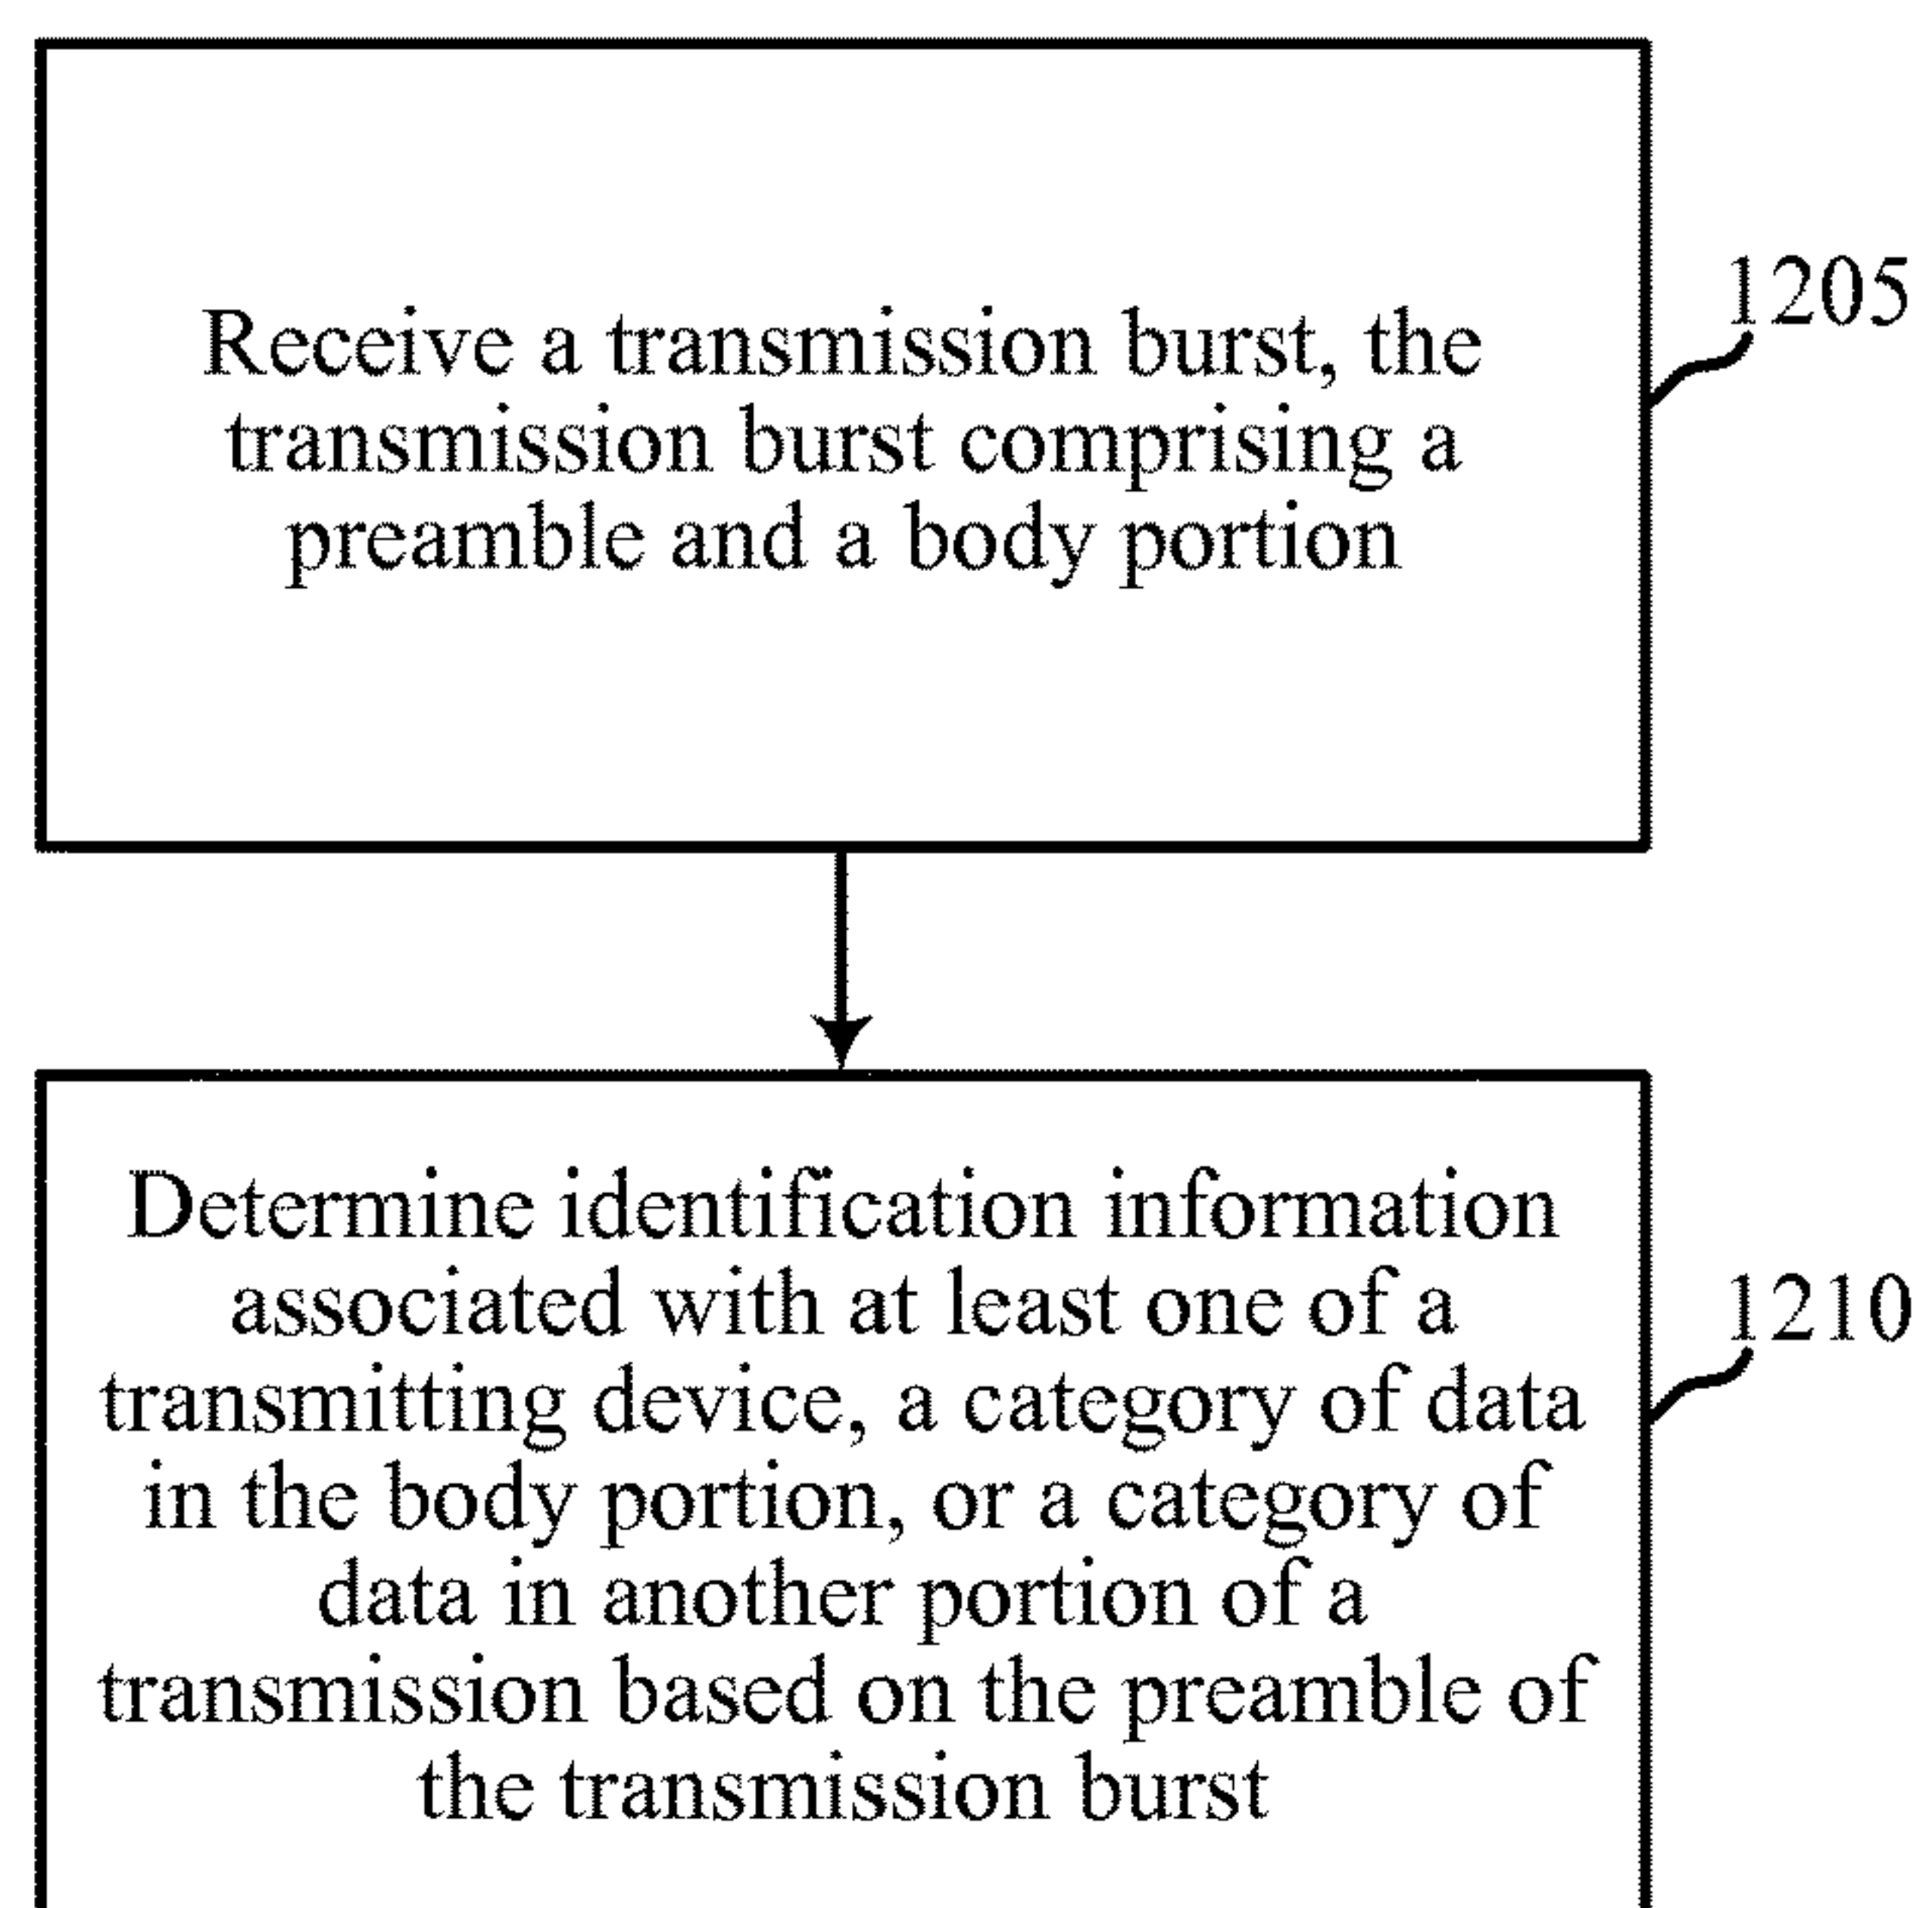 Receive a transmission burst, the
transmission burst comprising a
preamble and a body portion
1205
Determine identification information
associated with at least one of a
transmitting device, a category of data
in the body portion, or a category of
data in another portion of a
transmission based on the preamble of
the transmission burst
1210